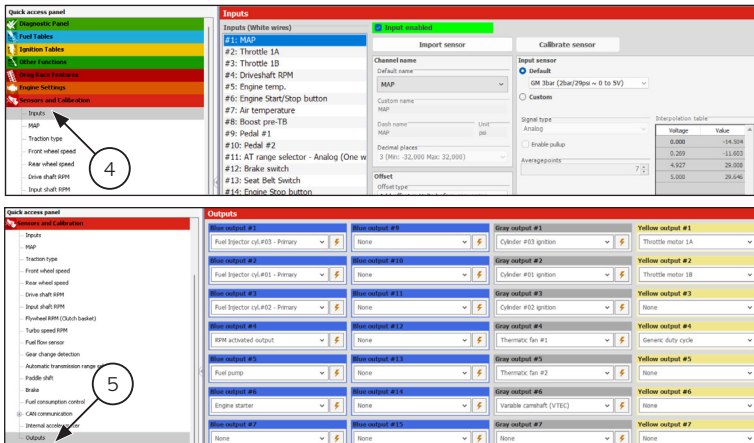 Quick access panel
Diagnostic Panel
Fuel Tables
Ignition Tables
Other Functions
Drag Race Features
Engine Settings
Sensors and Calibration
Inputs
MAP
Traction type
Front wheel speed
Rear wheel speed
Drive shaft RPM
Input shaft RPM
4
Inputs
Inputs (White wires)
#1: MAP
#2: Throttle 1A
#3: Throttle 1B
#4: Driveshaft RPM
#5: Engine temp.
#6: Engine Start/Stop button
#7: Air temperature
#8: Boost pre-TB
#9: Pedal #1
#10: Pedal #2
#11: AT range selector - Analog (One w
#12: Brake switch
#13: Seat Belt Switch
#14: Engine Stop button
Input enabled
Import sensor
Calibrate sensor
Channel name
Default name
MAP
Custom name
MAP
Dash name
Unit
MAP
psi
Decimal places
3 (Min: -32,000 Max: 32,000)
Offset
Offset type
Input sensor
Default
GM 3bar (2bar/29psi ~ 0 to 5V)
Custom
Signal type
Analog
Enable pullup
Averagepoints
7
Interpolation table
Voltage Value
0.000 -14.504
0.269 -11.603
4.927 29.008
5.000 29.646
Quick access panel
Sensors and Calibration
Inputs
MAP
Traction type
Front wheel speed
Rear wheel speed
Drive shaft RPM
Input shaft RPM
Flywheel RPM (Clutch basket)
Turbo speed RPM
Fuel flow sensor
Gear change detection
Automatic transmission range
Paddle shift
Brake
Fuel consumption control
CAN communication
Internal accelerometer
Outputs
5
Outputs
Blue output #1
Fuel Injector cyl.#03 - Primary
Blue output #2
Fuel Injector cyl.#01 - Primary
Blue output #3
Fuel Injector cyl.#02 - Primary
Blue output #4
RPM activated output
Blue output #5
Fuel pump
Blue output #6
Engine starter
Blue output #7
None
Blue output #9
None
Blue output #10
None
Blue output #11
None
Blue output #12
None
Blue output #13
None
Blue output #14
None
Blue output #15
None
Gray output #1
Cylinder #03 ignition
Gray output #2
Cylinder #01 ignition
Gray output #3
Cylinder #02 ignition
Gray output #4
Thermatic fan #1
Gray output #5
Thermatic fan #2
Gray output #6
Variable camshaft (VTEC)
Gray output #7
None
Yellow output #1
Throttle motor 1A
Yellow output #2
Throttle motor 1B
Yellow output #3
None
Yellow output #4
Generic duty cycle
Yellow output #5
None
Yellow output #6
None
Yellow output #7
None